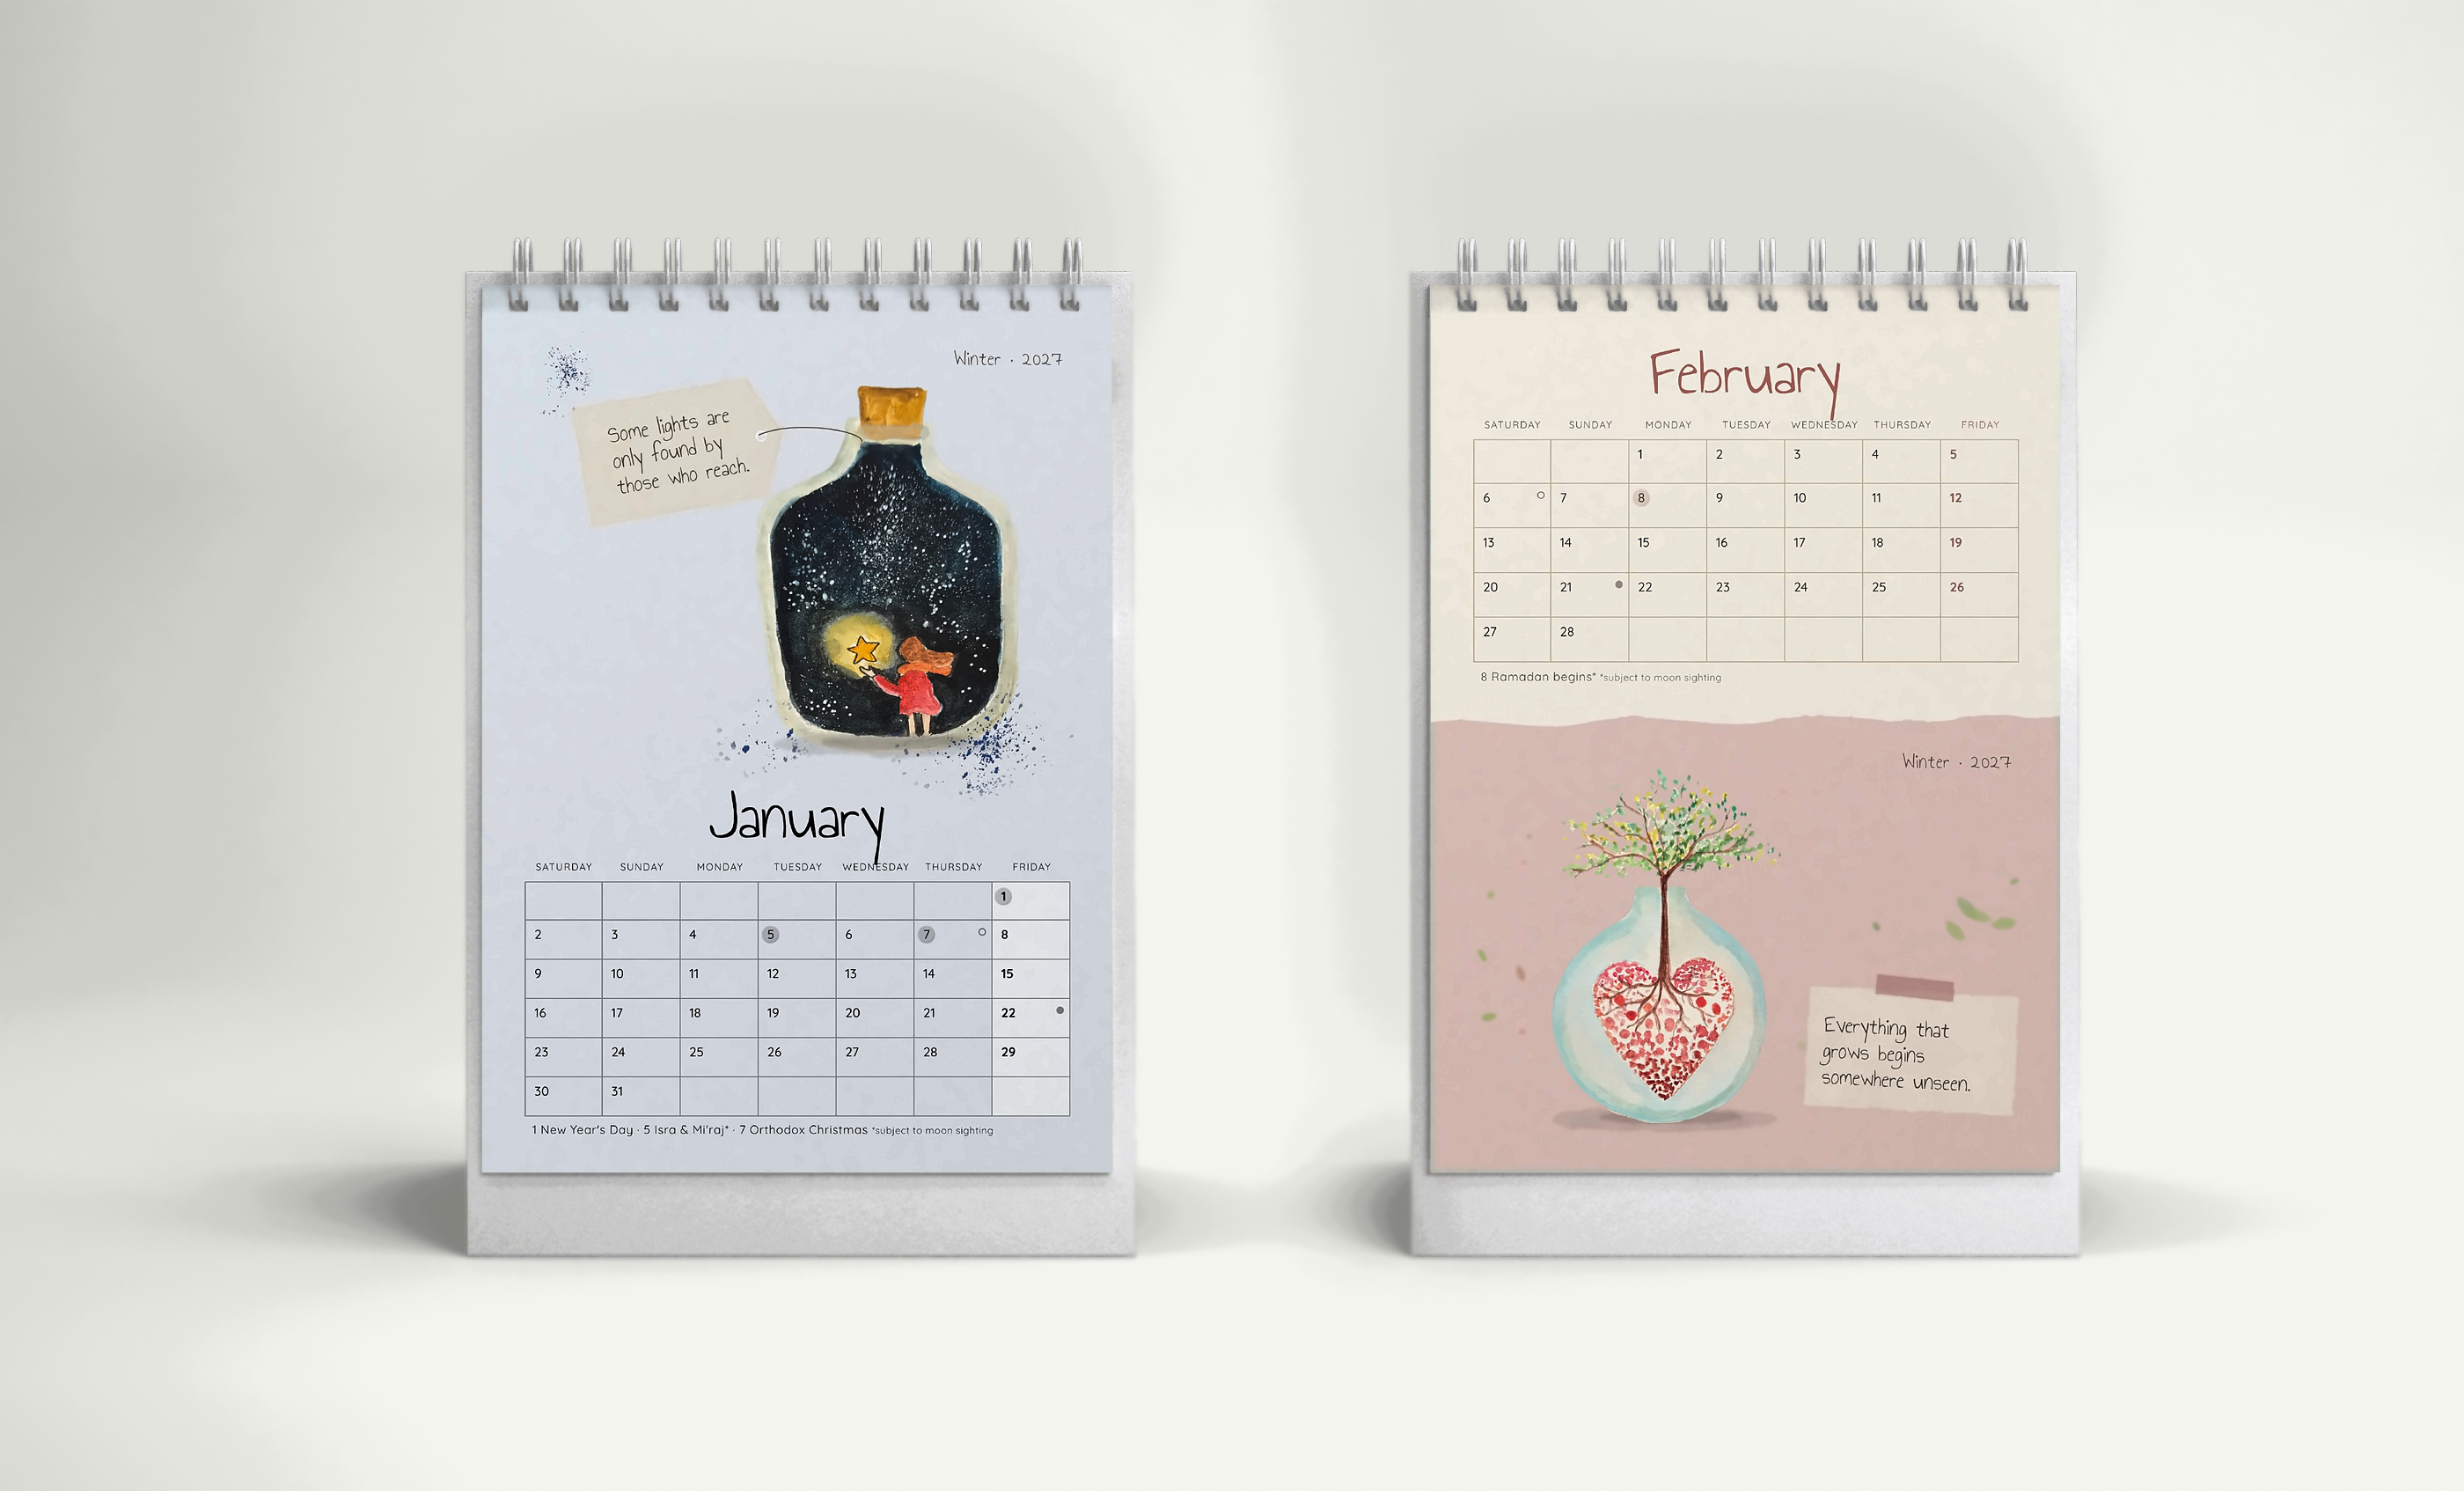 Winter · 2027
Some lights are
only found by
those who reach.
January
SATURDAY SUNDAY MONDAY TUESDAY WEDNESDAY THURSDAY FRIDAY
1
2 3 4 5 6 7 8
9 10 11 12 13 14 15
16 17 18 19 20 21 22
23 24 25 26 27 28 29
30 31
1 New Year's Day · 5 Isra & Mi'raj* · 7 Orthodox Christmas *subject to moon sighting
February
SATURDAY SUNDAY MONDAY TUESDAY WEDNESDAY THURSDAY FRIDAY
1 2 3 4 5
6 7 8 9 10 11 12
13 14 15 16 17 18 19
20 21 22 23 24 25 26
27 28
8 Ramadan begins* *subject to moon sighting
Winter · 2027
Everything that
grows begins
somewhere unseen.